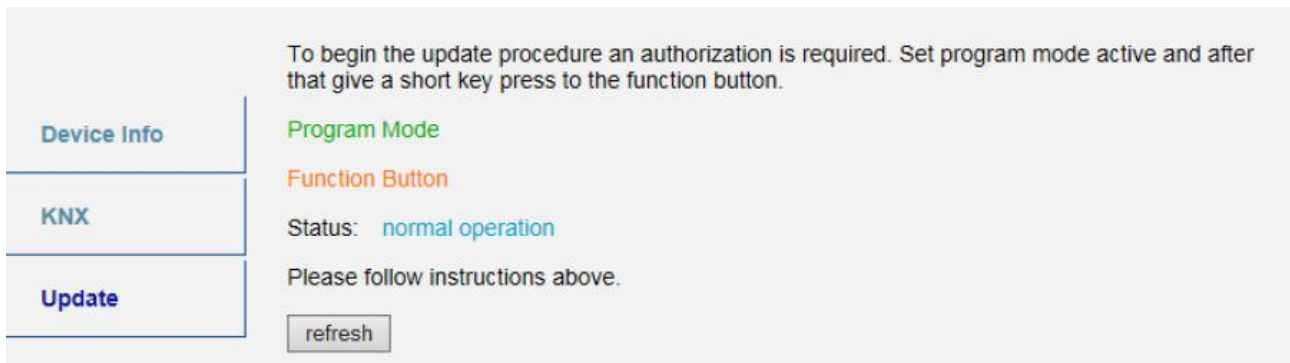 To begin the update procedure an authorization is required. Set program mode active and after
that give a short key press to the function button.
Device Info
Program Mode
Function Button
KNX
Status: normal operation
Please follow instructions above.
Update
refresh